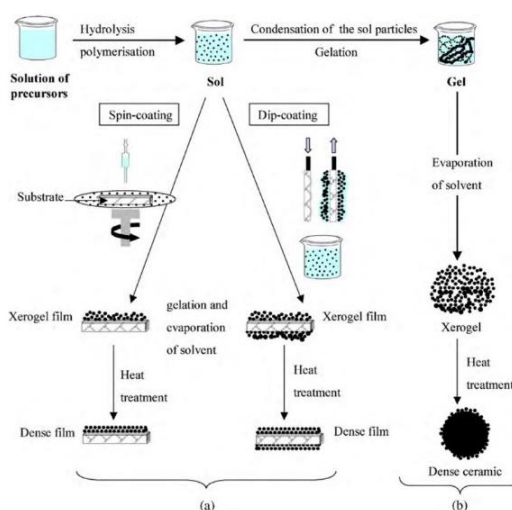 Hydrolysis
polymerisation
Condensation of the sol particles
Gelation
Solution of
precursors
Sol
Gel
Spin-coating
Dip-coating
Evaporation
of solvent
Substrate
Xerogel film
gelation and
evaporation
of solvent
Xerogel film
Xerogel
Heat
treatment
Heat
treatment
Heat
treatment
Dense film
Dense film
Dense ceramic
(a)
(b)